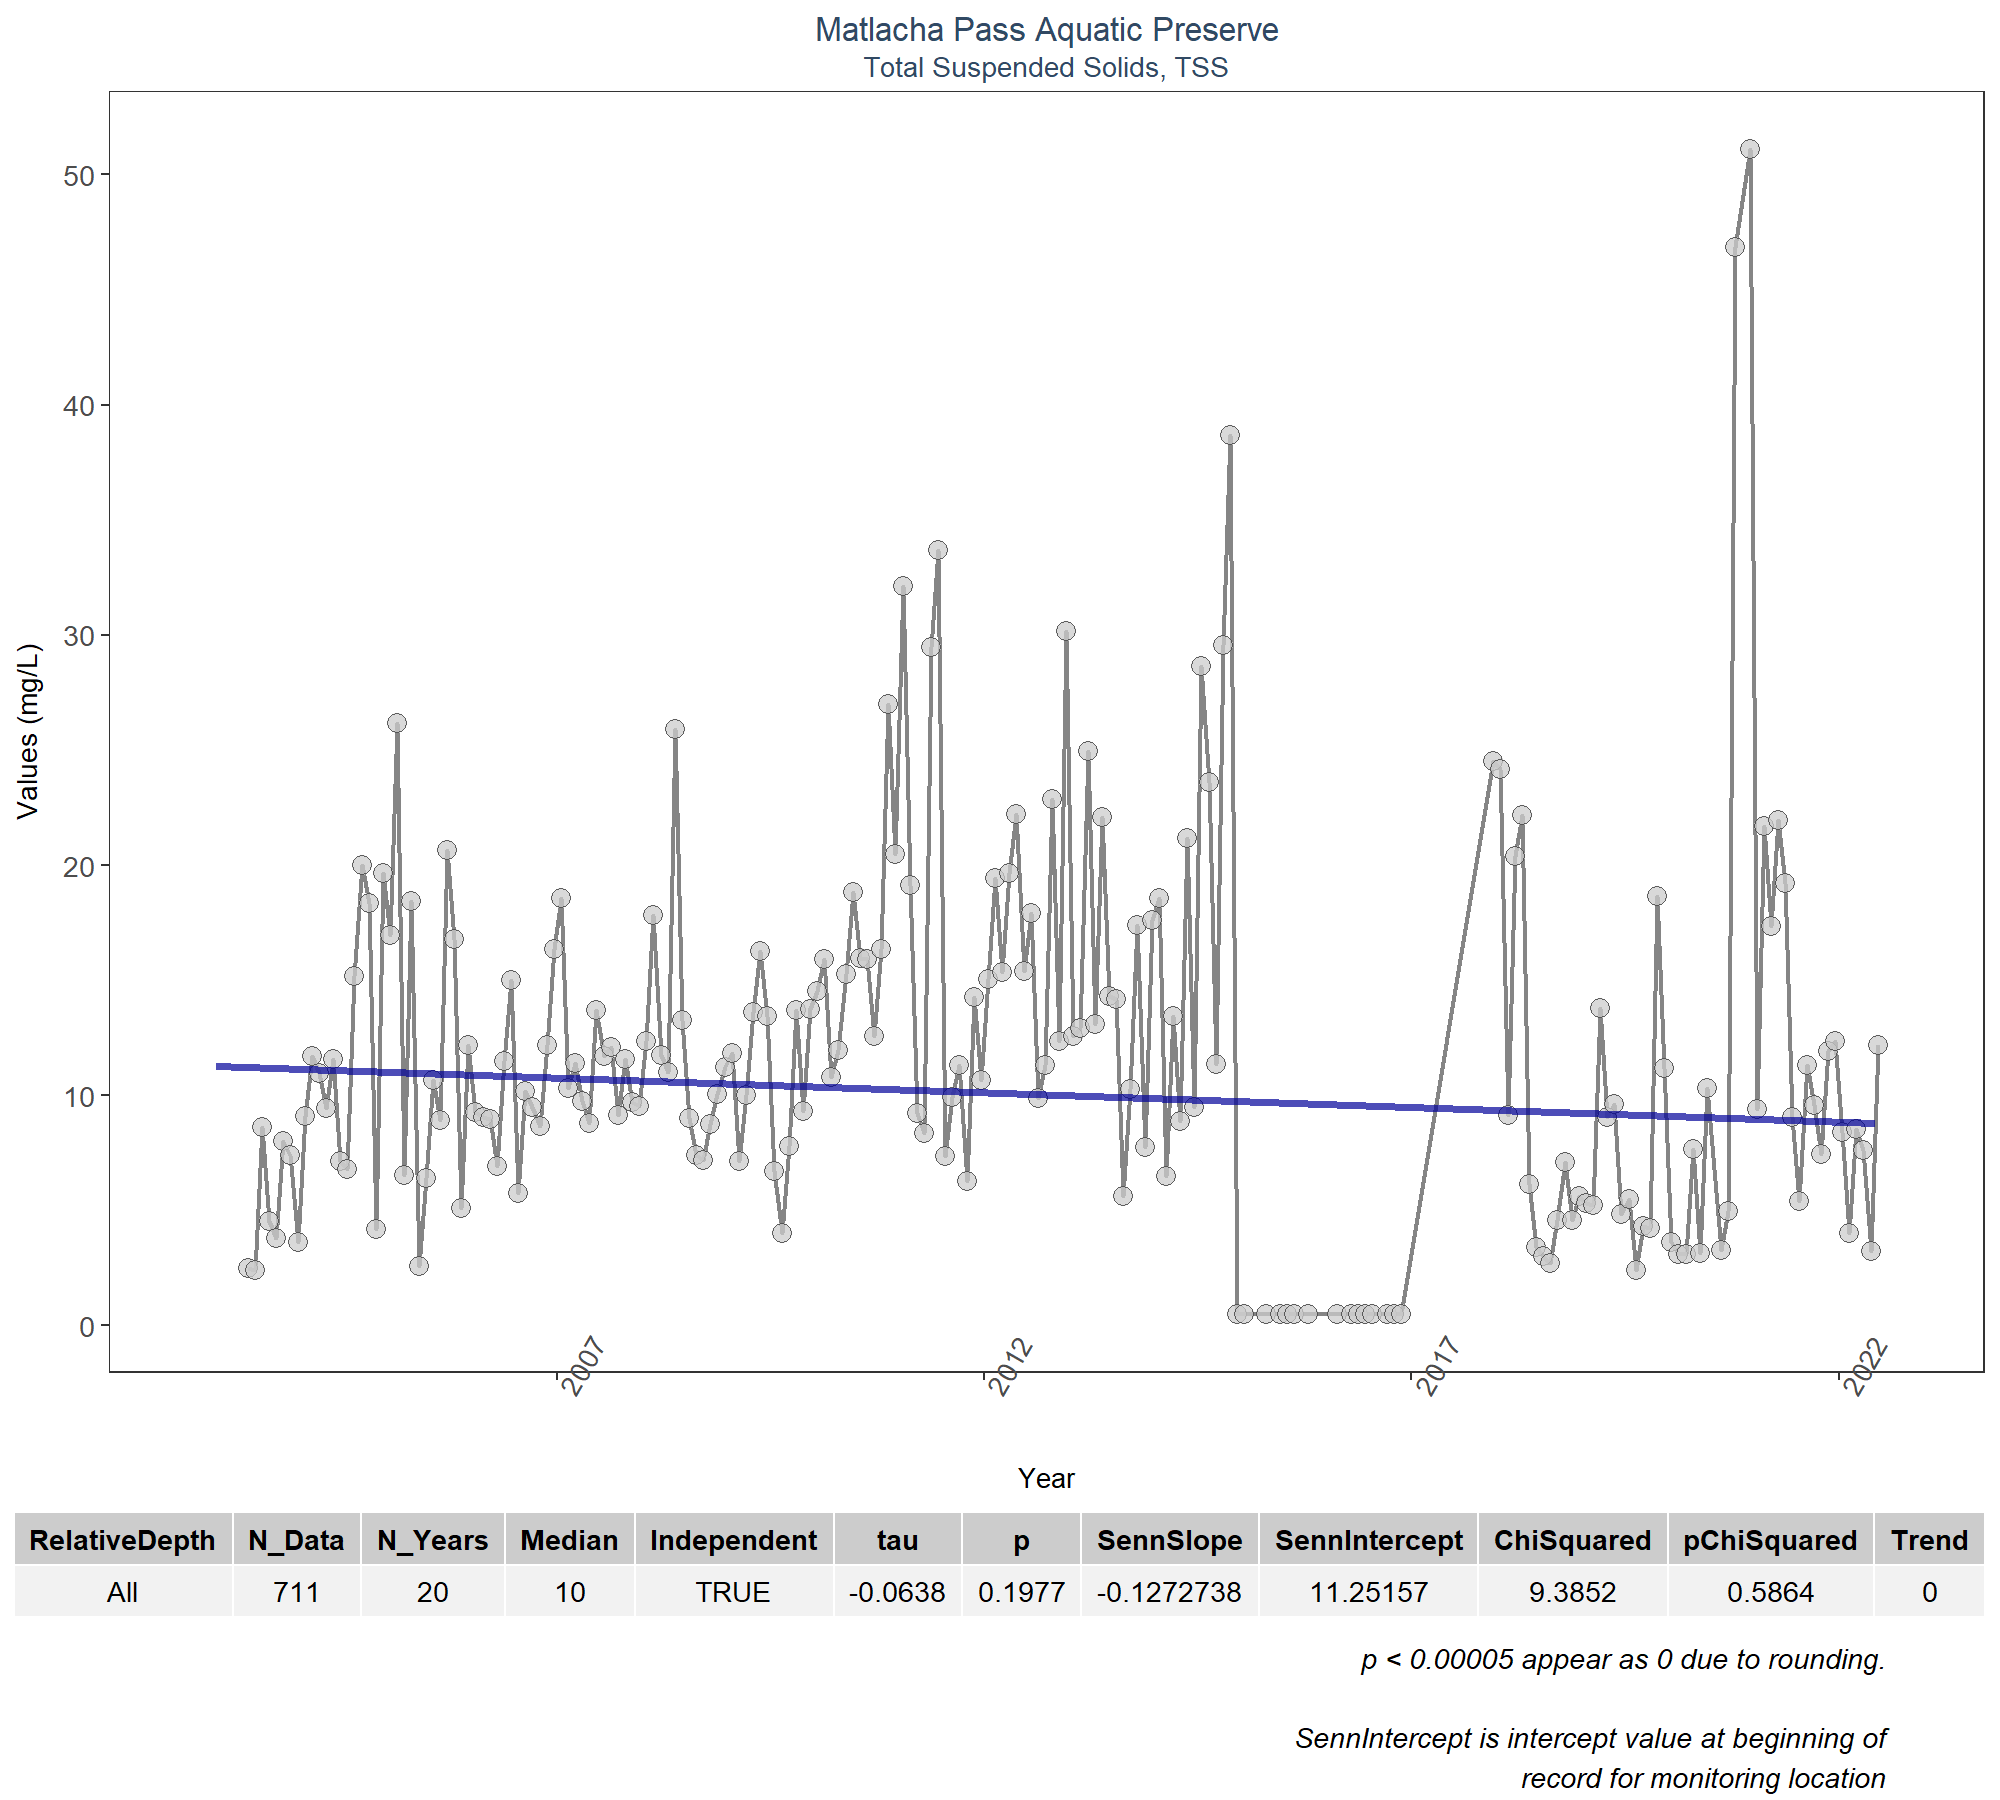 Matlacha Pass Aquatic Preserve
Total Suspended Solids, TSS
50
40
30
20
10
0
Values (mg/L)
2007 2012 2017 2022
Year
RelativeDepth N_Data N_Years Median Independent tau p SennSlope SennIntercept ChiSquared pChiSquared Trend
All 711 20 10 TRUE -0.0638 0.1977 -0.1272738 11.25157 9.3852 0.5864 0
p < 0.00005 appear as 0 due to rounding.
SennIntercept is intercept value at beginning of
record for monitoring location